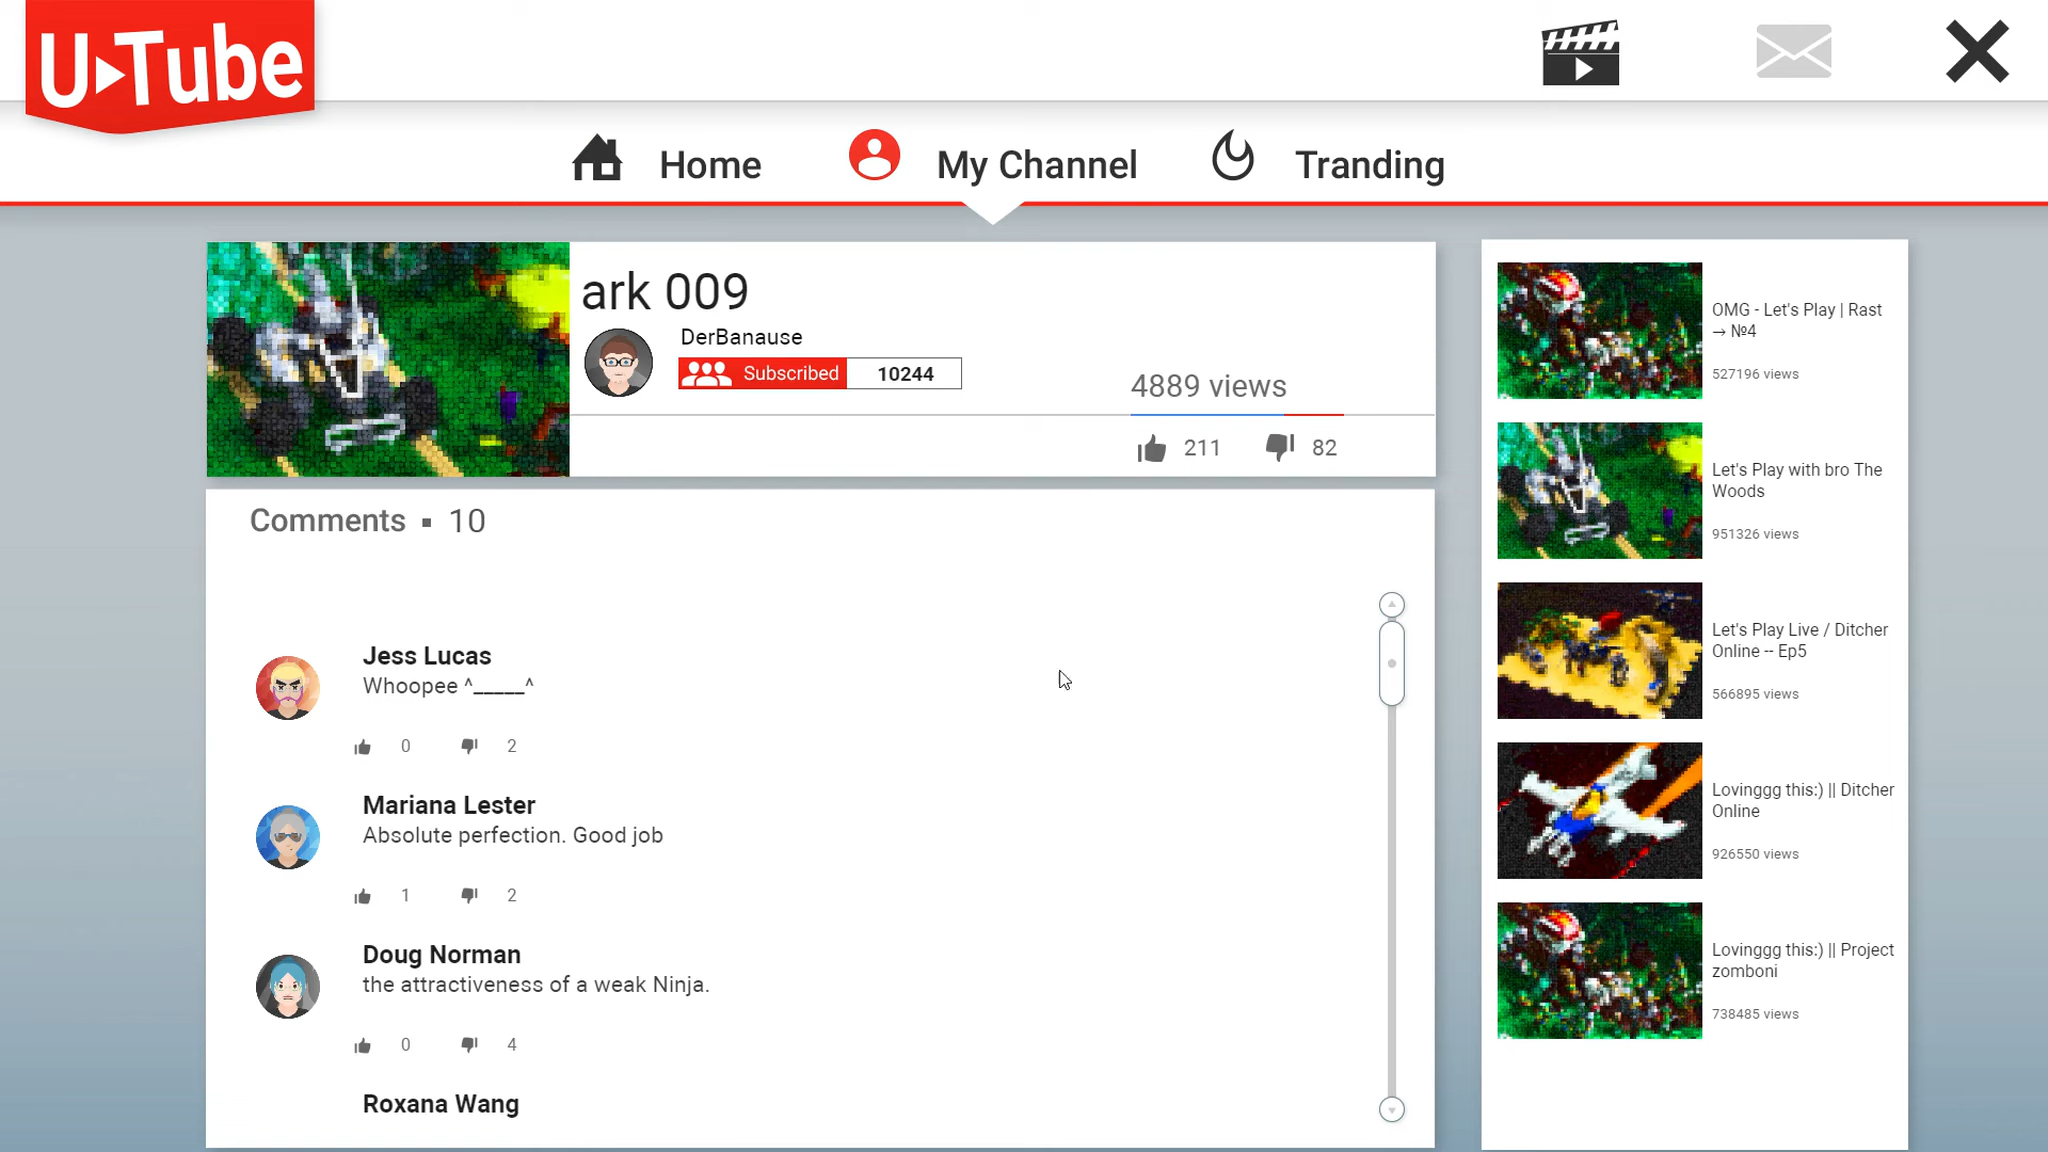 U Tube
Home
My Channel
Tranding
ark 009
DerBanause
Subscribed
10244
4889 views
211
82
Comments ▪ 10
Jess Lucas
Whoopee ^_____^
0
2
Mariana Lester
Absolute perfection. Good job
1
2
Doug Norman
the attractiveness of a weak Ninja.
0
4
Roxana Wang
OMG - Let's Play | Rast
→ №4
527196 views
Let's Play with bro The
Woods
951326 views
Let's Play Live / Ditcher
Online -- Ep5
566895 views
Lovinggg this:) || Ditcher
Online
926550 views
Lovinggg this:) || Project
zomboni
738485 views